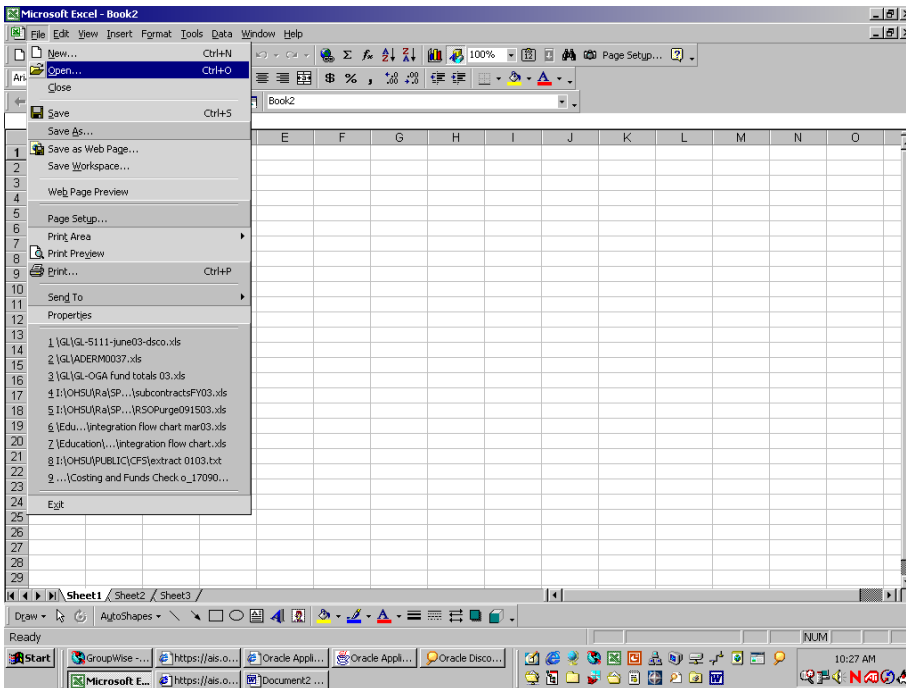 Microsoft Excel - Book2
File Edit View Insert Format Tools Data Window Help
New... Ctrl+N
100%
Page Setup...
Open... Ctrl+O
Ari
$ % ,
Close
Book2
Save Ctrl+S
Save As...
E F G H I J K L M N O
Save as Web Page...
Save Workspace...
Web Page Preview
Page Setup...
Print Area
Print Preview
Print... Ctrl+P
Send To
Properties
1 \GL\GL-5111-june03-dsco.xls
2 \GL\ADERM0037.xls
3 \GL\GL-OGA fund totals 03.xls
4 I:\OHSU\Ra\SP...\subcontractsFY03.xls
5 I:\OHSU\Ra\SP...\RSOPurge091503.xls
6 \Edu...\integration flow chart mar03.xls
7 \Education\...\integration flow chart.xls
8 I:\OHSU\PUBLIC\CFS\extract 0103.txt
9 ...\Costing and Funds Check o_17090...
Exit
1
2
3
4
5
6
7
8
9
10
11
12
13
14
15
16
17
18
19
20
21
22
23
24
25
26
27
28
29
Sheet1 Sheet2 Sheet3
Draw AutoShapes
Ready NUM
Start GroupWise -... https://ais.o... Oracle Appli... Oracle Appli... Oracle Disco... 10:27 AM
Microsoft E... https://ais.o... Document2 ...